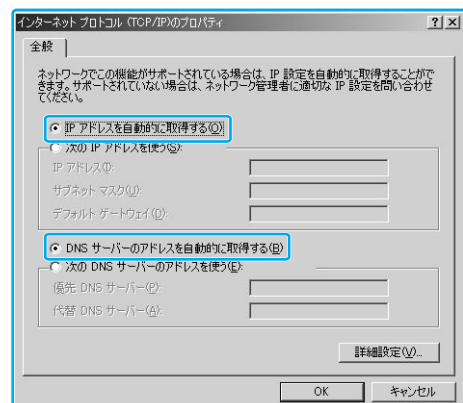 インターネット プロトコル (TCP/IP)のプロパティ
全般
ネットワークでこの機能がサポートされている場合は、IP 設定を自動的に取得することがで
きます。サポートされていない場合は、ネットワーク管理者に適切な IP 設定を問い合わせ
てください。
IP アドレスを自動的に取得する(O)
次の IP アドレスを使う(S):
IP アドレス(I):
サブネット マスク(U):
デフォルト ゲートウェイ(D):
DNS サーバーのアドレスを自動的に取得する(B)
次の DNS サーバーのアドレスを使う(E):
優先 DNS サーバー(P):
代替 DNS サーバー(A):
詳細設定(V)...
OK キャンセル